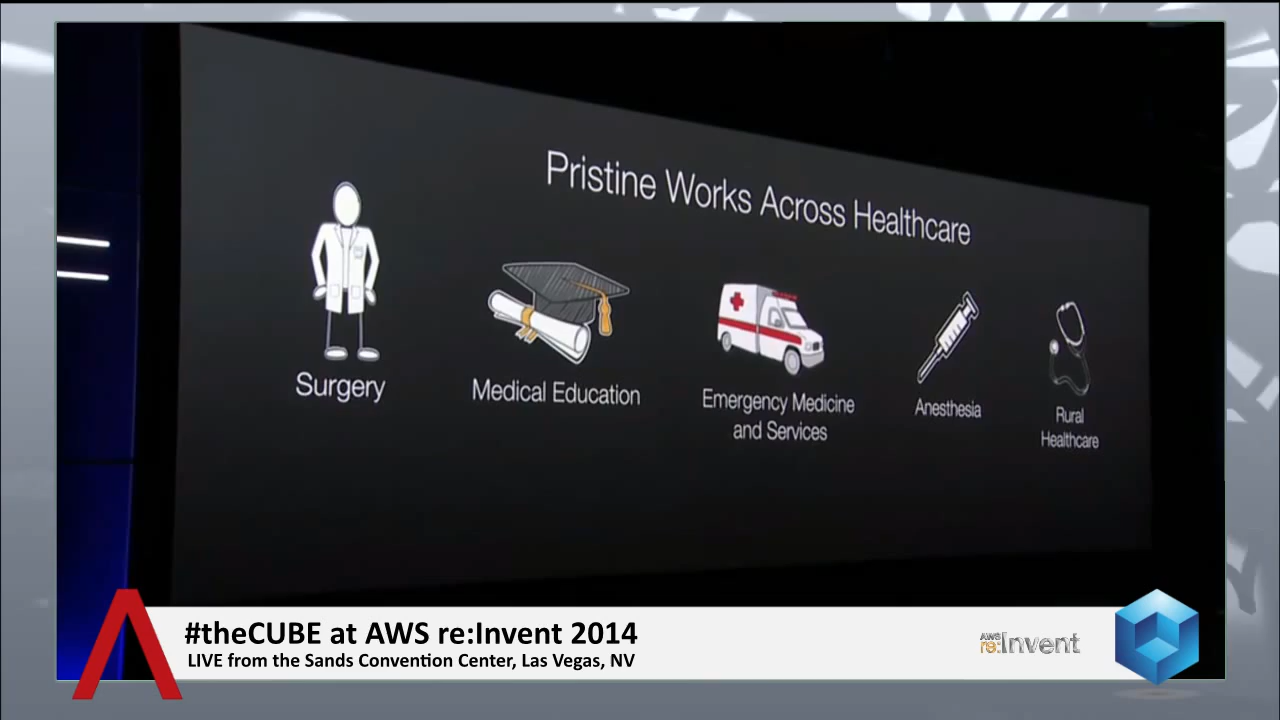 Pristine Works Across Healthcare
Surgery
Medical Education
Emergency Medicine
and Services
Anesthesia
Rural
Healthcare
#theCUBE at AWS re:Invent 2014
LIVE from the Sands Convention Center, Las Vegas, NV
AWS
re:Invent